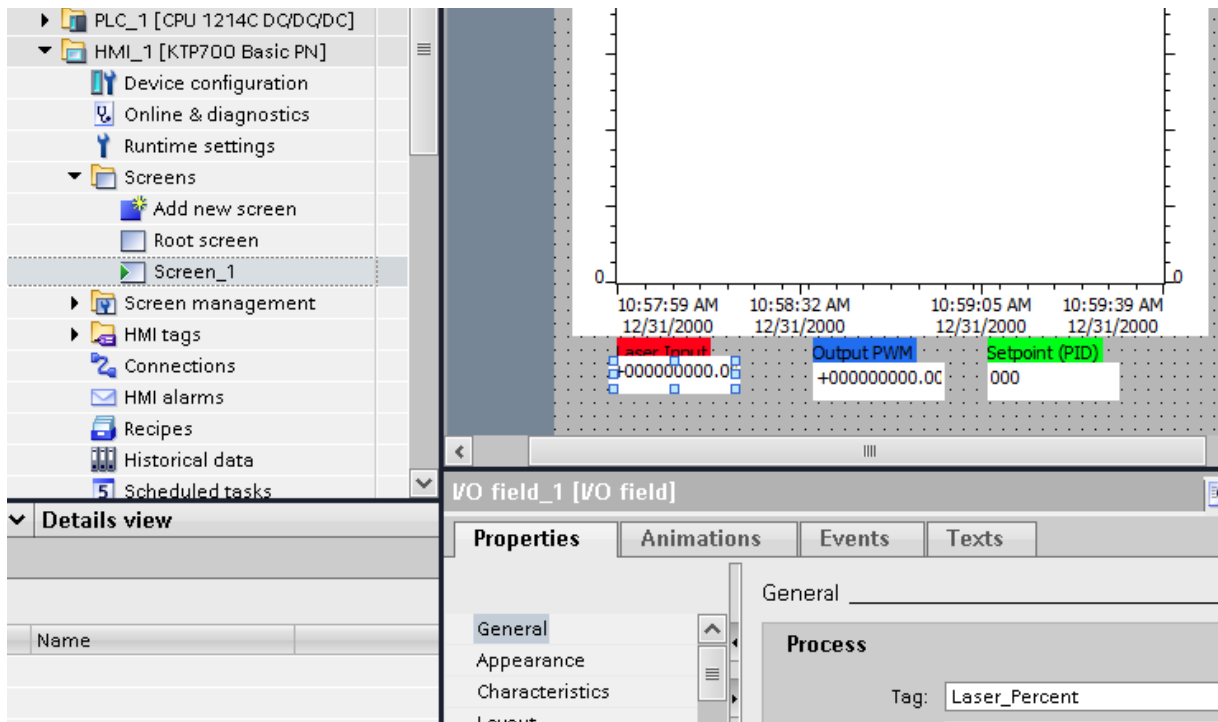 PLC_1 [CPU 1214C DC/DC/DC]
HMI_1 [KTP700 Basic PN]
Device configuration
Online & diagnostics
Runtime settings
Screens
Add new screen
Root screen
Screen_1
Screen management
HMI tags
Connections
HMI alarms
Recipes
Historical data
Scheduled tasks
Details view
Name
0 0
10:57:59 AM 10:58:32 AM 10:59:05 AM 10:59:39 AM
12/31/2000 12/31/2000 12/31/2000 12/31/2000
Laser Input Output PWM Setpoint (PID)
+000000000.0 +000000000.00 000
I/O field_1 [I/O field]
Properties Animations Events Texts
General
General
Appearance
Characteristics
Layout
Process
Tag: Laser_Percent